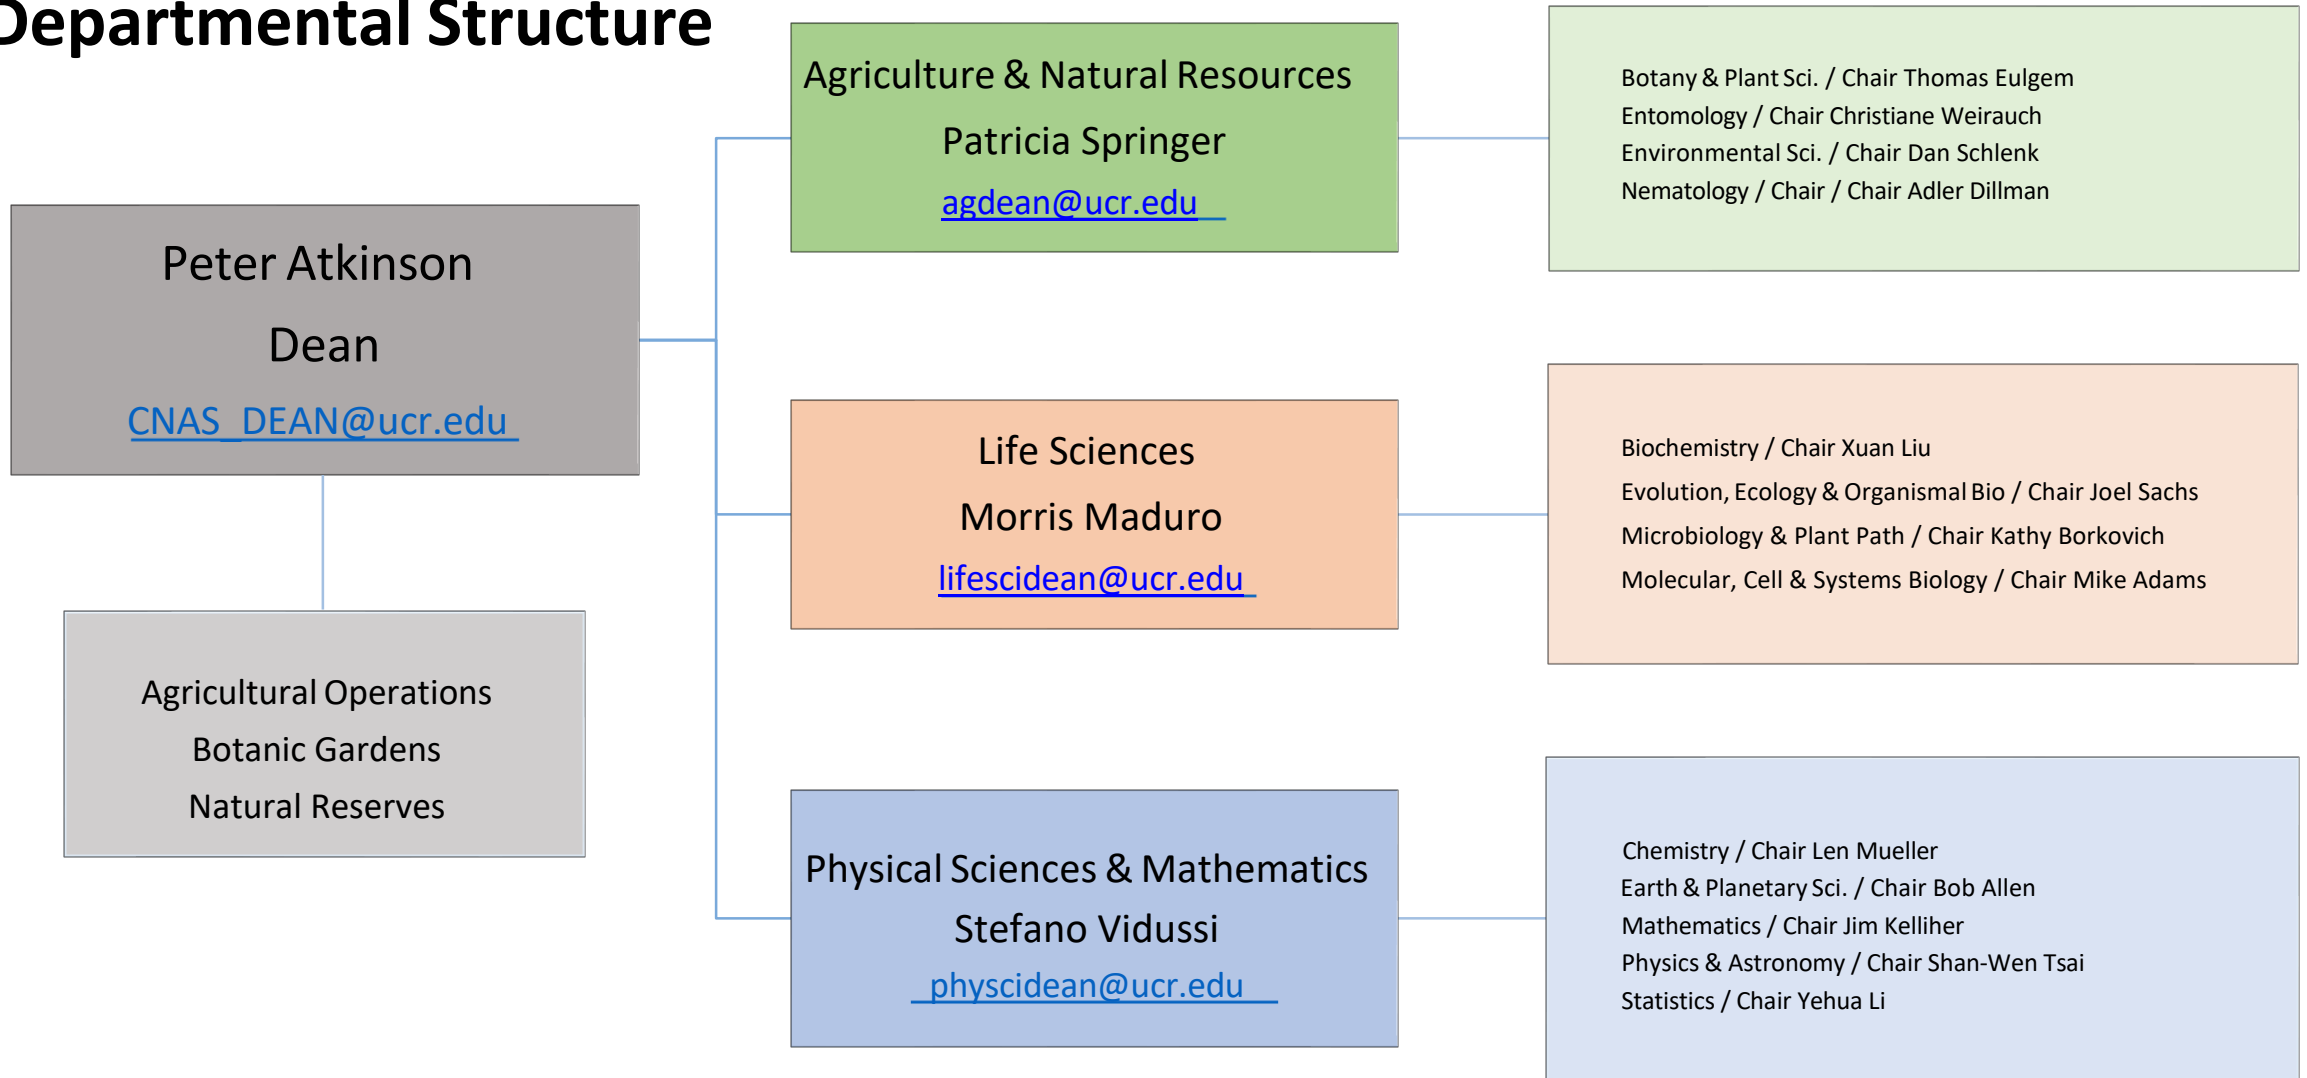 Departmental Structure
Peter Atkinson
Dean
CNAS_DEAN@ucr.edu
Agricultural Operations
Botanic Gardens
Natural Reserves
Agriculture & Natural Resources
Patricia Springer
agdean@ucr.edu
Botany & Plant Sci. / Chair Thomas Eulgem
Entomology / Chair Christiane Weirauch
Environmental Sci. / Chair Dan Schlenk
Nematology / Chair / Chair Adler Dillman
Life Sciences
Morris Maduro
lifescidean@ucr.edu
Biochemistry / Chair Xuan Liu
Evolution, Ecology & Organismal Bio / Chair Joel Sachs
Microbiology & Plant Path / Chair Kathy Borkovich
Molecular, Cell & Systems Biology / Chair Mike Adams
Physical Sciences & Mathematics
Stefano Vidussi
physcidean@ucr.edu
Chemistry / Chair Len Mueller
Earth & Planetary Sci. / Chair Bob Allen
Mathematics / Chair Jim Kelliher
Physics & Astronomy / Chair Shan-Wen Tsai
Statistics / Chair Yehua Li